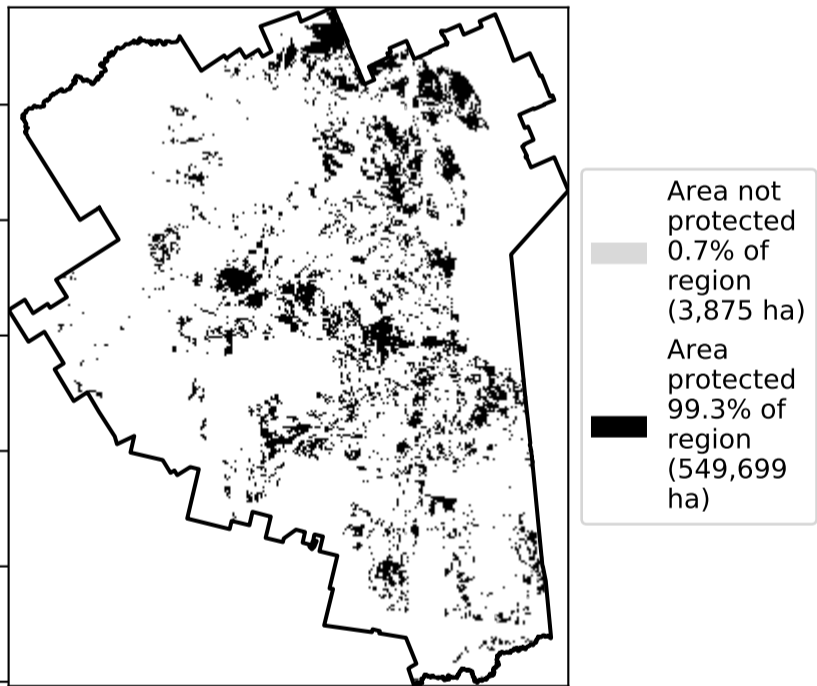 Area not
protected
0.7% of
region
(3,875 ha)
Area
protected
99.3% of
region
(549,699
ha)